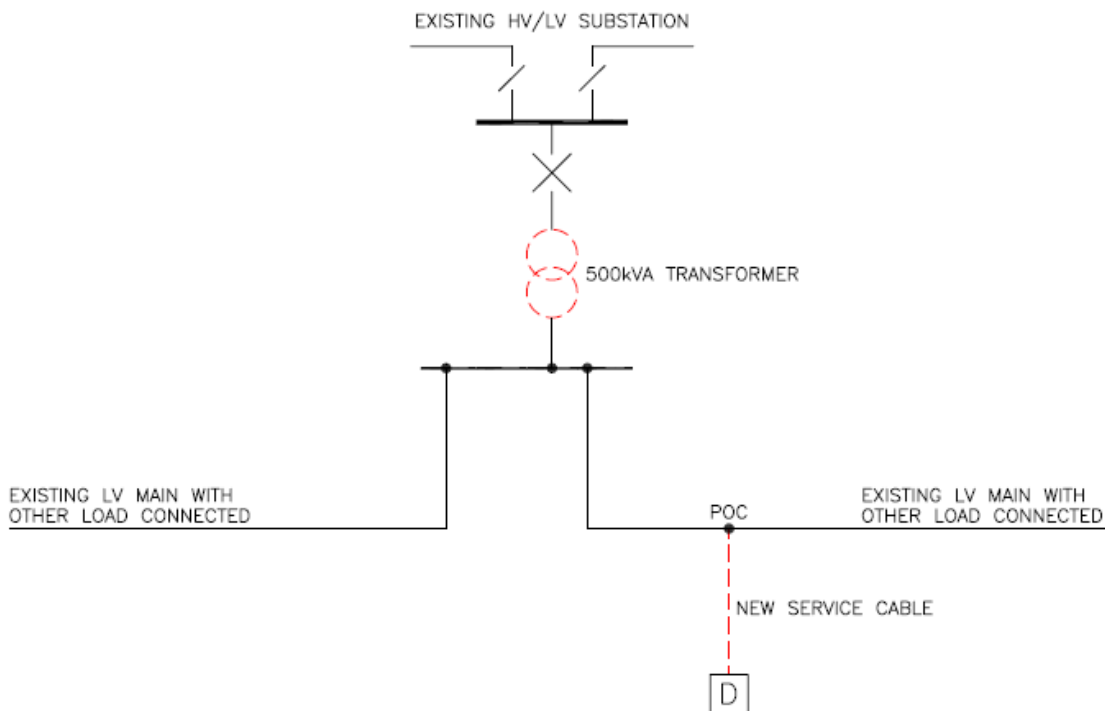 EXISTING HV/LV SUBSTATION
500kVA TRANSFORMER
EXISTING LV MAIN WITH
OTHER LOAD CONNECTED
POC
EXISTING LV MAIN WITH
OTHER LOAD CONNECTED
NEW SERVICE CABLE
D